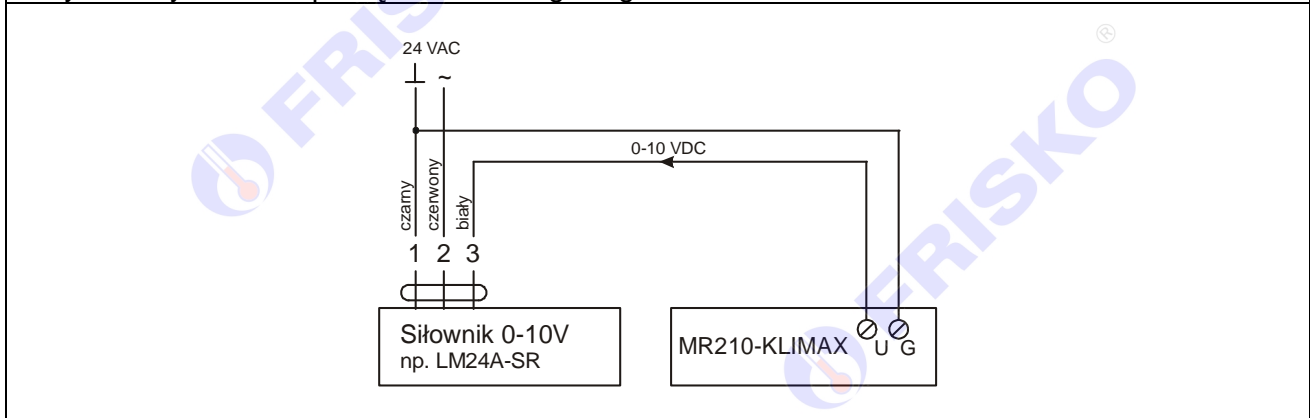 24 VAC
~
0-10 VDC
czarny
czerwony
biały
1 2 3
Siłownik 0-10V
np. LM24A-SR
MR210-KLIMAX
U G
FRISKO
FRISKO ®
FRISKO